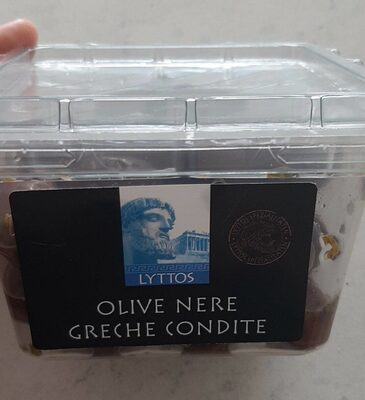 LYTTOS
OLIVE NERE
GRECHE CONDITE